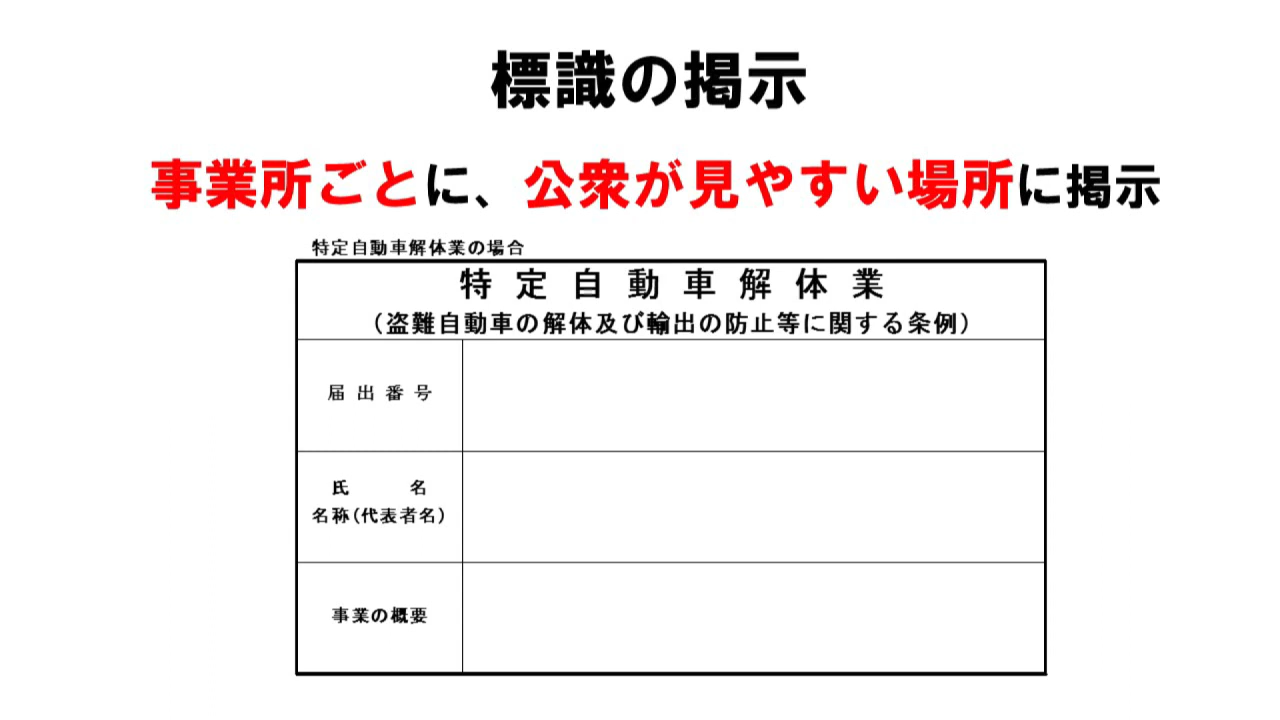 標識の掲示
事業所ごとに、公衆が見やすい場所に掲示
特定自動車解体業の場合
特定自動車解体業
（盗難自動車の解体及び輸出の防止等に関する条例）
届出番号
氏　　　名
名称（代表者名）
事業の概要